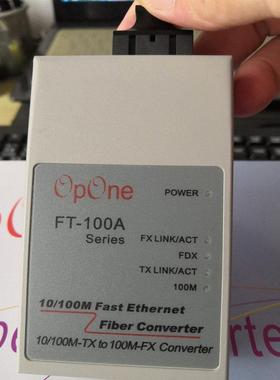 OpOne
POWER
FT-100A
Series
FX LINK/ACT
FDX
TX LINK/ACT
100M
10/100M Fast Ethernet
Fiber Converter
10/100M-TX to 100M-FX Converter